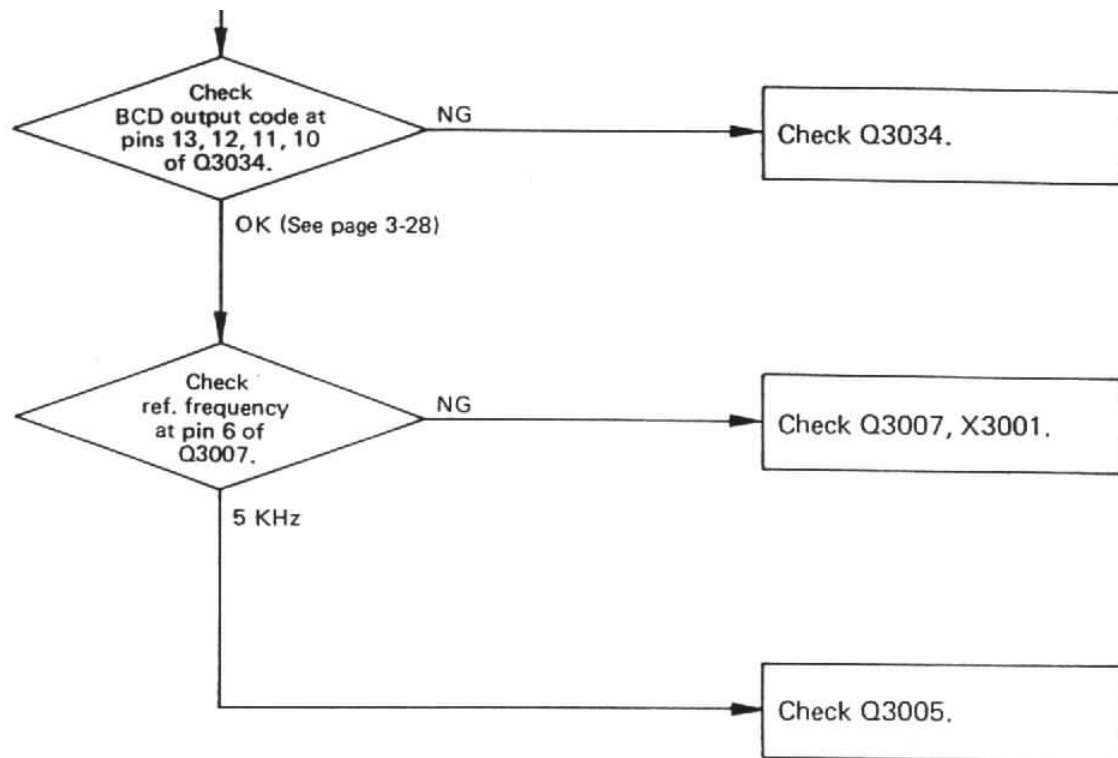 Check
BCD output code at
pins 13, 12, 11, 10
of Q3034.
NG
Check Q3034.
OK (See page 3-28)
Check
ref. frequency
at pin 6 of
Q3007.
NG
Check Q3007, X3001.
5 KHz
Check Q3005.